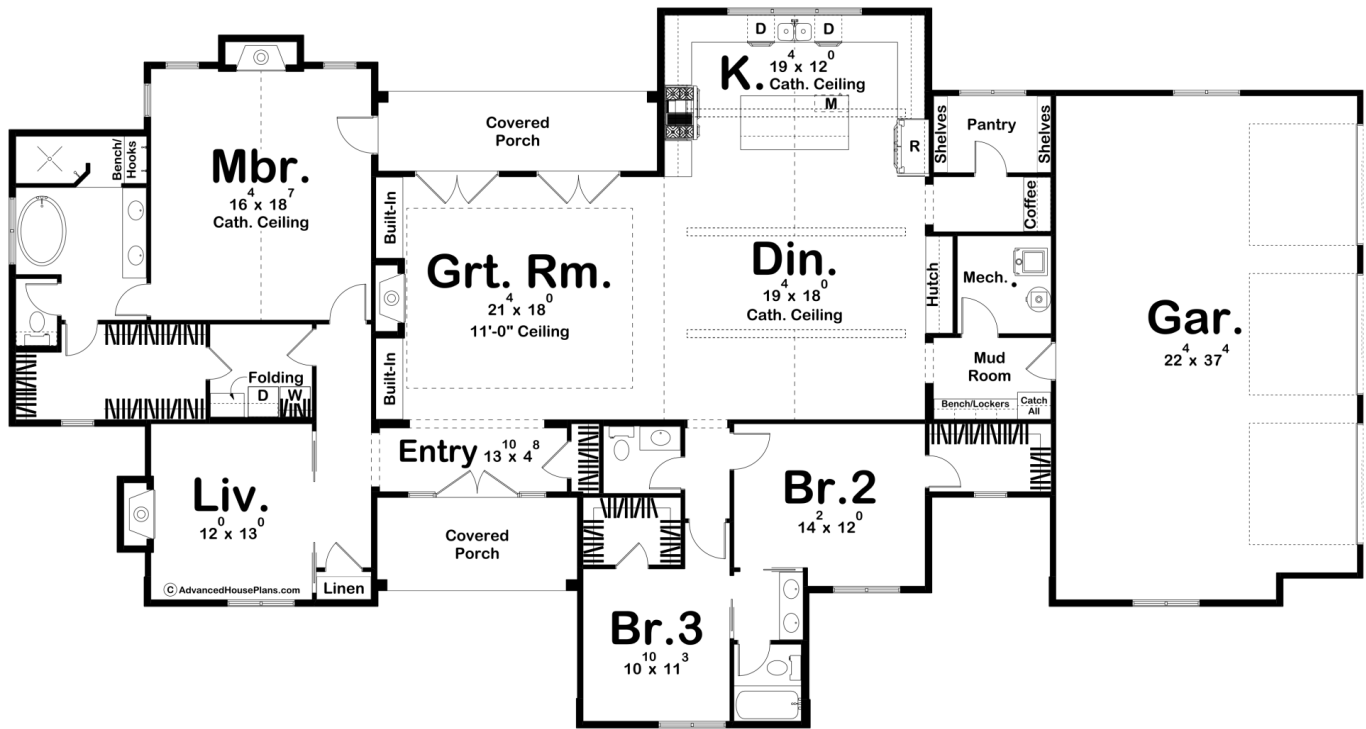 D
D
K.
19⁴ x 12⁰
Cath. Ceiling
M
R
Shelves
Pantry
Shelves
Coffee
Covered
Porch
Bench/
Hooks
Mbr.
16⁴ x 18⁷
Cath. Ceiling
Built-In
Grt. Rm.
21⁴ x 18⁰
11'-0" Ceiling
Built-In
Din.
19⁴ x 18⁰
Cath. Ceiling
Hutch
Mech.
Mud
Room
Bench/Lockers
Catch
All
Gar.
22⁴ x 37⁴
Folding
D
W
Entry 13¹⁰ x 4⁸
Liv.
12⁰ x 13⁰
© AdvancedHousePlans.com
Linen
Covered
Porch
Br.2
14² x 12⁰
Br.3
10¹⁰ x 11³